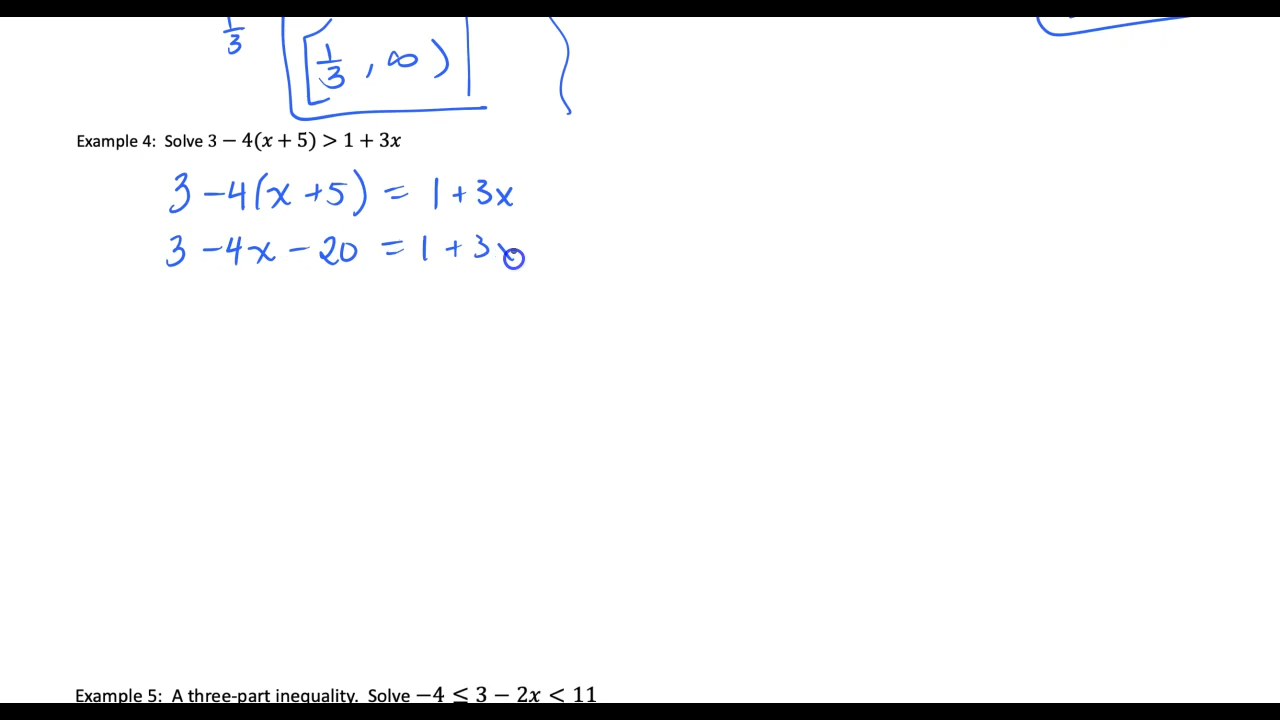 1/3
[1/3, ∞)
Example 4: Solve 3 − 4(x + 5) > 1 + 3x
3 − 4(x + 5) = 1 + 3x
3 − 4x − 20 = 1 + 3x
Example 5: A three-part inequality. Solve −4 ≤ 3 − 2x < 11